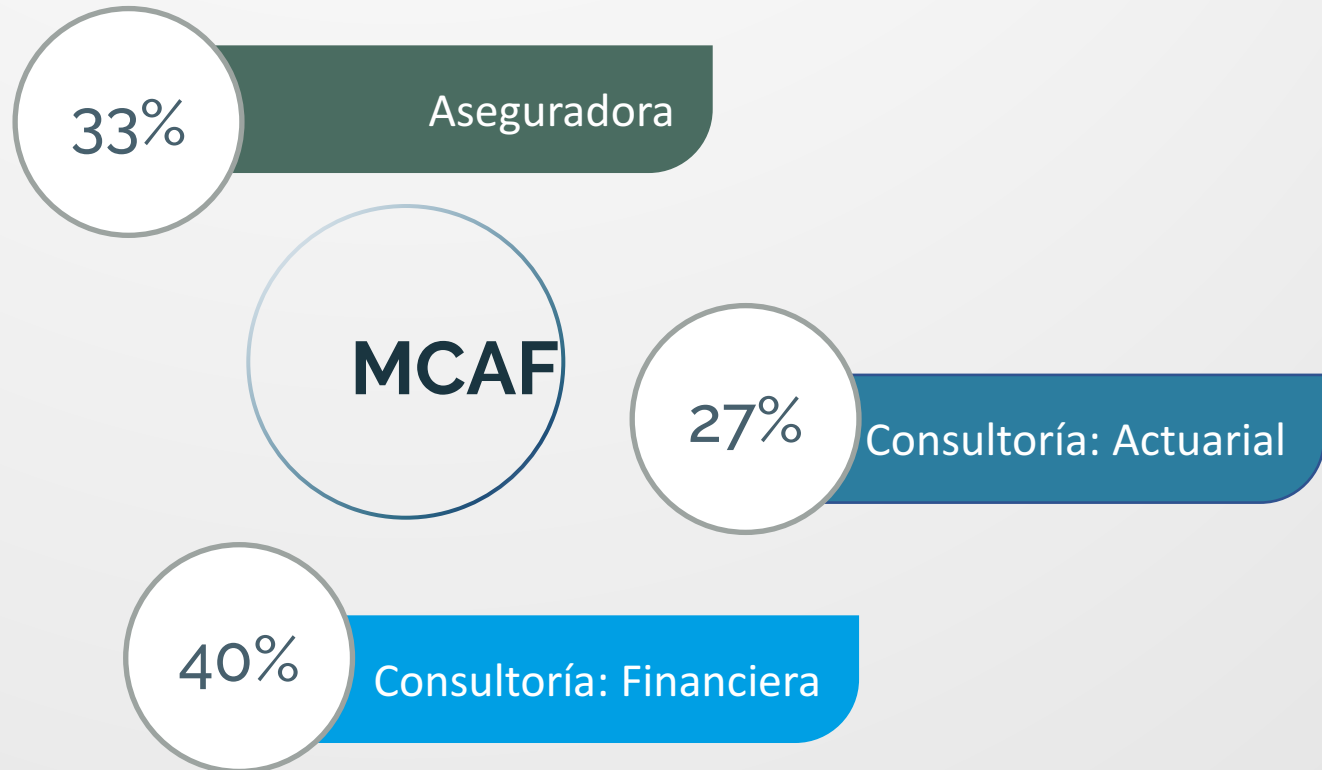 33%
Aseguradora
MCAF
27%
Consultoría: Actuarial
40%
Consultoría: Financiera